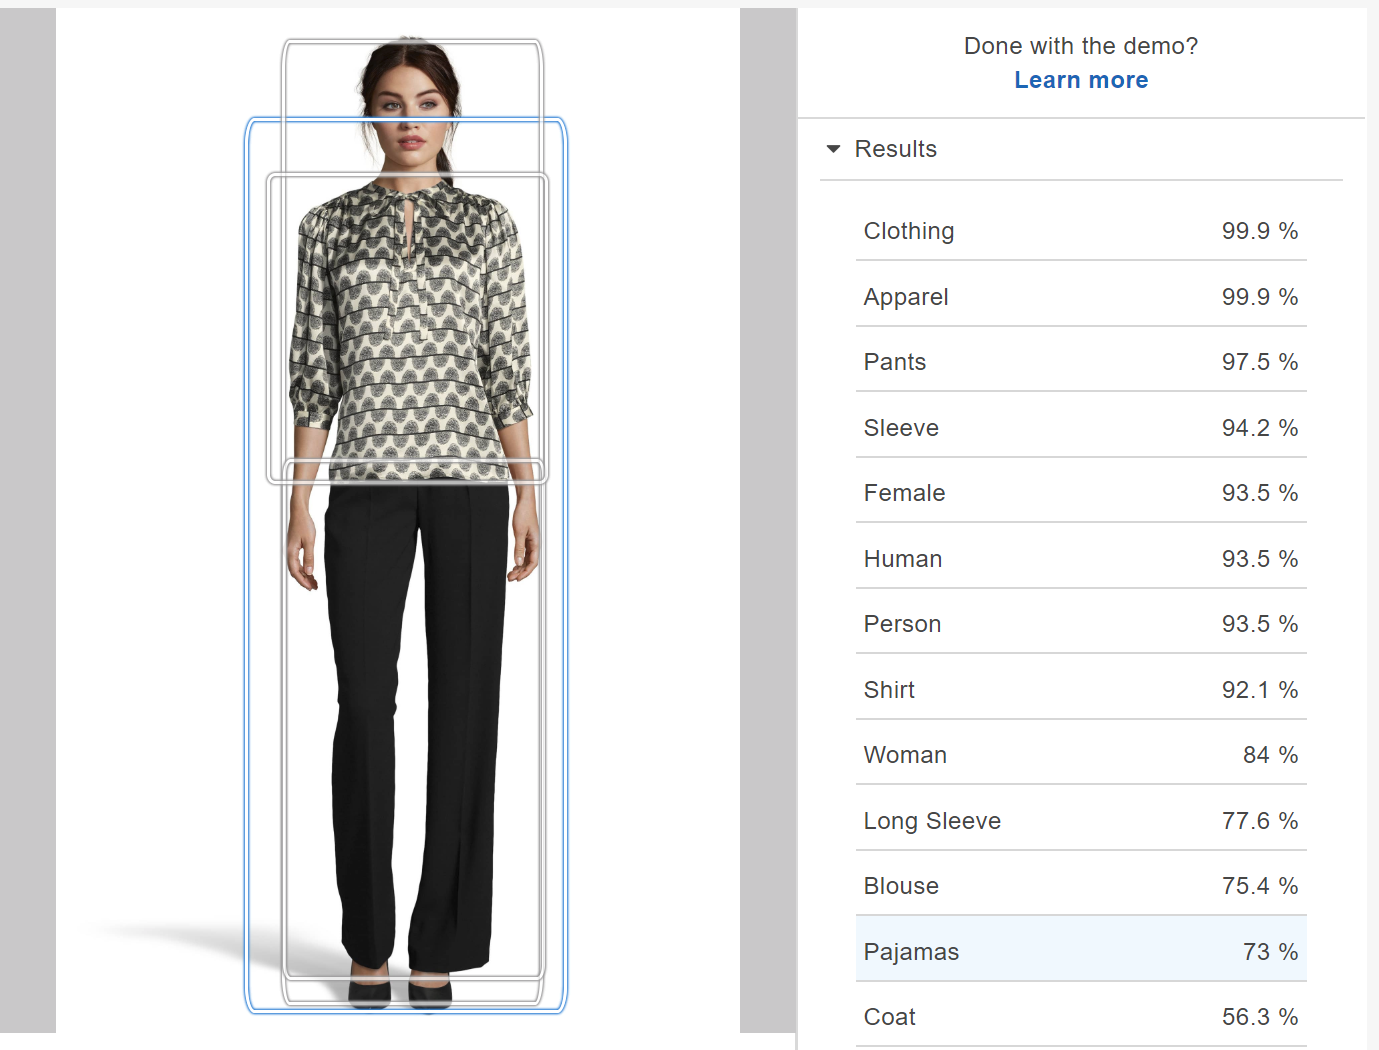 Done with the demo?
Learn more
Results
Clothing 99.9 %
Apparel 99.9 %
Pants 97.5 %
Sleeve 94.2 %
Female 93.5 %
Human 93.5 %
Person 93.5 %
Shirt 92.1 %
Woman 84 %
Long Sleeve 77.6 %
Blouse 75.4 %
Pajamas 73 %
Coat 56.3 %